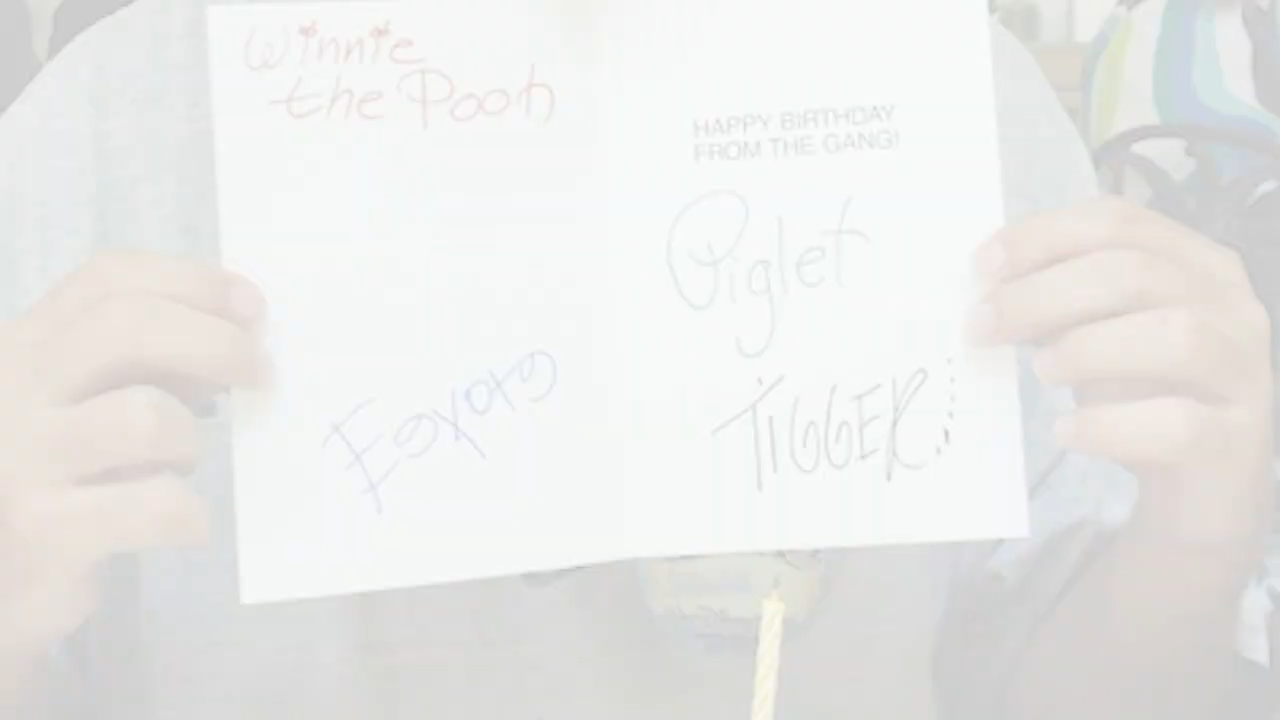 Winnie
the Pooh
Eeyore
HAPPY BIRTHDAY
FROM THE GANG!
Piglet
TIGGER